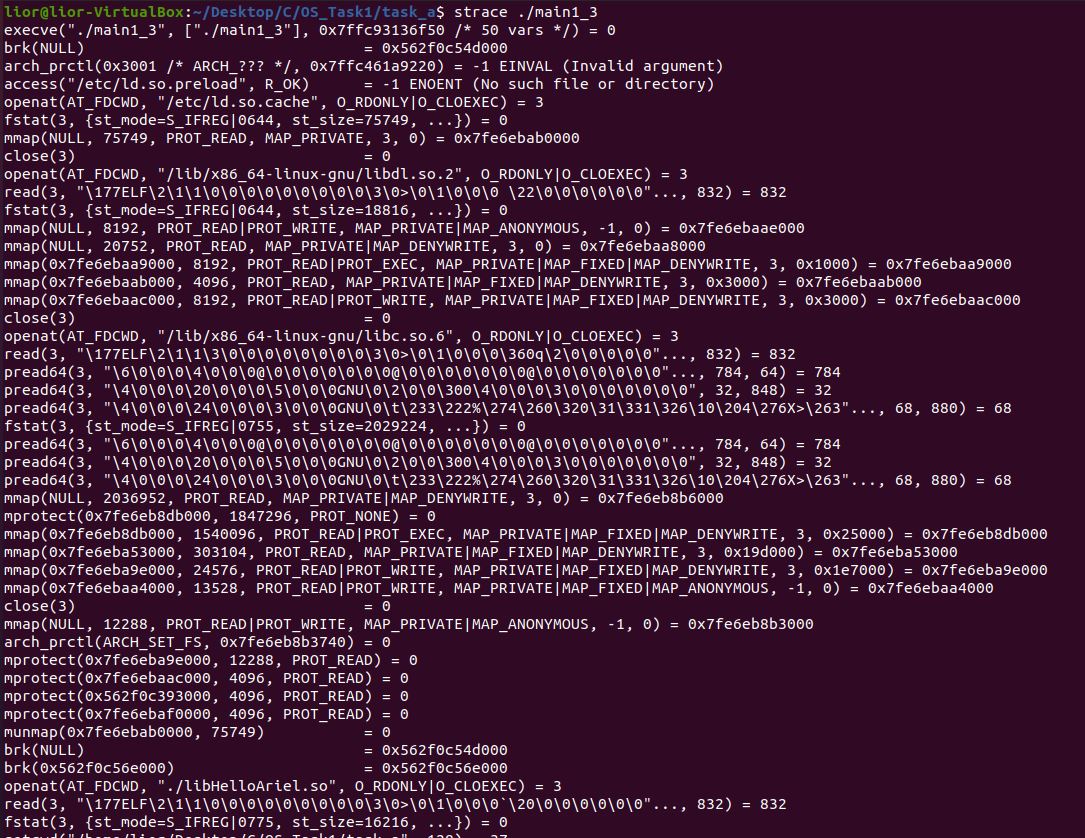 lior@lior-VirtualBox:~/Desktop/C/OS_Task1/task_a$ strace ./main1_3
execve("./main1_3", ["./main1_3"], 0x7ffc93136f50 /* 50 vars */) = 0
brk(NULL)                               = 0x562f0c54d000
arch_prctl(0x3001 /* ARCH_??? */, 0x7ffc461a9220) = -1 EINVAL (Invalid argument)
access("/etc/ld.so.preload", R_OK)      = -1 ENOENT (No such file or directory)
openat(AT_FDCWD, "/etc/ld.so.cache", O_RDONLY|O_CLOEXEC) = 3
fstat(3, {st_mode=S_IFREG|0644, st_size=75749, ...}) = 0
mmap(NULL, 75749, PROT_READ, MAP_PRIVATE, 3, 0) = 0x7fe6ebab0000
close(3)                                = 0
openat(AT_FDCWD, "/lib/x86_64-linux-gnu/libdl.so.2", O_RDONLY|O_CLOEXEC) = 3
read(3, "\177ELF\2\1\1\0\0\0\0\0\0\0\0\0\3\0>\0\1\0\0\0 \22\0\0\0\0\0\0"..., 832) = 832
fstat(3, {st_mode=S_IFREG|0644, st_size=18816, ...}) = 0
mmap(NULL, 8192, PROT_READ|PROT_WRITE, MAP_PRIVATE|MAP_ANONYMOUS, -1, 0) = 0x7fe6ebaae000
mmap(NULL, 20752, PROT_READ, MAP_PRIVATE|MAP_DENYWRITE, 3, 0) = 0x7fe6ebaa8000
mmap(0x7fe6ebaa9000, 8192, PROT_READ|PROT_EXEC, MAP_PRIVATE|MAP_FIXED|MAP_DENYWRITE, 3, 0x1000) = 0x7fe6ebaa9000
mmap(0x7fe6ebaab000, 4096, PROT_READ, MAP_PRIVATE|MAP_FIXED|MAP_DENYWRITE, 3, 0x3000) = 0x7fe6ebaab000
mmap(0x7fe6ebaac000, 8192, PROT_READ|PROT_WRITE, MAP_PRIVATE|MAP_FIXED|MAP_DENYWRITE, 3, 0x3000) = 0x7fe6ebaac000
close(3)                                = 0
openat(AT_FDCWD, "/lib/x86_64-linux-gnu/libc.so.6", O_RDONLY|O_CLOEXEC) = 3
read(3, "\177ELF\2\1\1\3\0\0\0\0\0\0\0\0\3\0>\0\1\0\0\0\360q\2\0\0\0\0\0"..., 832) = 832
pread64(3, "\6\0\0\0\4\0\0\0@\0\0\0\0\0\0\0@\0\0\0\0\0\0\0@\0\0\0\0\0\0\0"..., 784, 64) = 784
pread64(3, "\4\0\0\0\20\0\0\0\5\0\0\0GNU\0\2\0\0\300\4\0\0\0\3\0\0\0\0\0\0\0", 32, 848) = 32
pread64(3, "\4\0\0\0\24\0\0\0\3\0\0\0GNU\0\t\233\222%\274\260\320\31\331\326\10\204\276X>\263"..., 68, 880) = 68
fstat(3, {st_mode=S_IFREG|0755, st_size=2029224, ...}) = 0
pread64(3, "\6\0\0\0\4\0\0\0@\0\0\0\0\0\0\0@\0\0\0\0\0\0\0@\0\0\0\0\0\0\0"..., 784, 64) = 784
pread64(3, "\4\0\0\0\20\0\0\0\5\0\0\0GNU\0\2\0\0\300\4\0\0\0\3\0\0\0\0\0\0\0", 32, 848) = 32
pread64(3, "\4\0\0\0\24\0\0\0\3\0\0\0GNU\0\t\233\222%\274\260\320\31\331\326\10\204\276X>\263"..., 68, 880) = 68
mmap(NULL, 2036952, PROT_READ, MAP_PRIVATE|MAP_DENYWRITE, 3, 0) = 0x7fe6eb8b6000
mprotect(0x7fe6eb8db000, 1847296, PROT_NONE) = 0
mmap(0x7fe6eb8db000, 1540096, PROT_READ|PROT_EXEC, MAP_PRIVATE|MAP_FIXED|MAP_DENYWRITE, 3, 0x25000) = 0x7fe6eb8db000
mmap(0x7fe6eba53000, 303104, PROT_READ, MAP_PRIVATE|MAP_FIXED|MAP_DENYWRITE, 3, 0x19d000) = 0x7fe6eba53000
mmap(0x7fe6eba9e000, 24576, PROT_READ|PROT_WRITE, MAP_PRIVATE|MAP_FIXED|MAP_DENYWRITE, 3, 0x1e7000) = 0x7fe6eba9e000
mmap(0x7fe6ebaa4000, 13528, PROT_READ|PROT_WRITE, MAP_PRIVATE|MAP_FIXED|MAP_ANONYMOUS, -1, 0) = 0x7fe6ebaa4000
close(3)                                = 0
mmap(NULL, 12288, PROT_READ|PROT_WRITE, MAP_PRIVATE|MAP_ANONYMOUS, -1, 0) = 0x7fe6eb8b3000
arch_prctl(ARCH_SET_FS, 0x7fe6eb8b3740) = 0
mprotect(0x7fe6eba9e000, 12288, PROT_READ) = 0
mprotect(0x7fe6ebaac000, 4096, PROT_READ) = 0
mprotect(0x562f0c393000, 4096, PROT_READ) = 0
mprotect(0x7fe6ebaf0000, 4096, PROT_READ) = 0
munmap(0x7fe6ebab0000, 75749)           = 0
brk(NULL)                               = 0x562f0c54d000
brk(0x562f0c56e000)                     = 0x562f0c56e000
openat(AT_FDCWD, "./libHelloAriel.so", O_RDONLY|O_CLOEXEC) = 3
read(3, "\177ELF\2\1\1\0\0\0\0\0\0\0\0\0\3\0>\0\1\0\0\0`\20\0\0\0\0\0\0"..., 832) = 832
fstat(3, {st_mode=S_IFREG|0775, st_size=16216, ...}) = 0